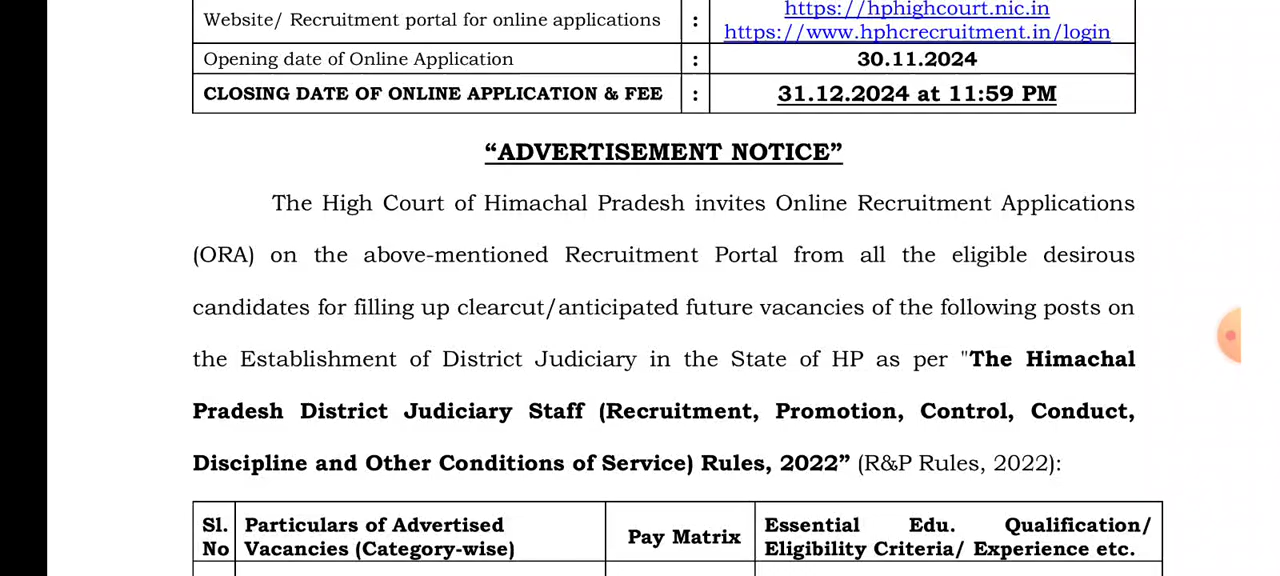 Website/ Recruitment portal for online applications : https://hphighcourt.nic.in
https://www.hphcrecruitment.in/login
Opening date of Online Application : 30.11.2024
CLOSING DATE OF ONLINE APPLICATION & FEE : 31.12.2024 at 11:59 PM
“ADVERTISEMENT NOTICE”
The High Court of Himachal Pradesh invites Online Recruitment Applications
(ORA) on the above-mentioned Recruitment Portal from all the eligible desirous
candidates for filling up clearcut/anticipated future vacancies of the following posts on
the Establishment of District Judiciary in the State of HP as per "The Himachal
Pradesh District Judiciary Staff (Recruitment, Promotion, Control, Conduct,
Discipline and Other Conditions of Service) Rules, 2022” (R&P Rules, 2022):
Sl. No
Particulars of Advertised
Vacancies (Category-wise)
Pay Matrix
Essential Edu. Qualification/
Eligibility Criteria/ Experience etc.